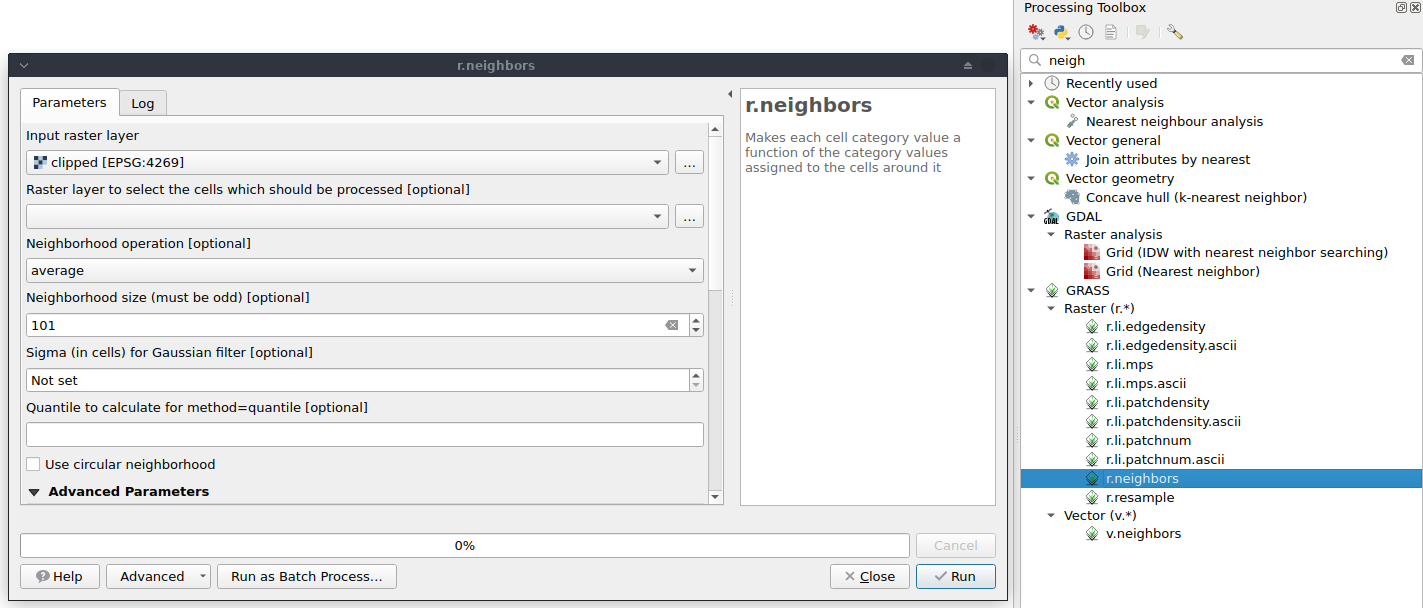 r.neighbors
Parameters
Log
Input raster layer
clipped [EPSG:4269]
...
Raster layer to select the cells which should be processed [optional]
...
Neighborhood operation [optional]
average
Neighborhood size (must be odd) [optional]
101
Sigma (in cells) for Gaussian filter [optional]
Not set
Quantile to calculate for method=quantile [optional]
Use circular neighborhood
Advanced Parameters
r.neighbors
Makes each cell category value a
function of the category values
assigned to the cells around it
0%
Cancel
Help
Advanced
Run as Batch Process...
Close
Run
Processing Toolbox
neigh
Recently used
Vector analysis
Nearest neighbour analysis
Vector general
Join attributes by nearest
Vector geometry
Concave hull (k-nearest neighbor)
GDAL
GDAL
Raster analysis
Grid (IDW with nearest neighbor searching)
Grid (Nearest neighbor)
GRASS
Raster (r.*)
r.li.edgedensity
r.li.edgedensity.ascii
r.li.mps
r.li.mps.ascii
r.li.patchdensity
r.li.patchdensity.ascii
r.li.patchnum
r.li.patchnum.ascii
r.neighbors
r.resample
Vector (v.*)
v.neighbors